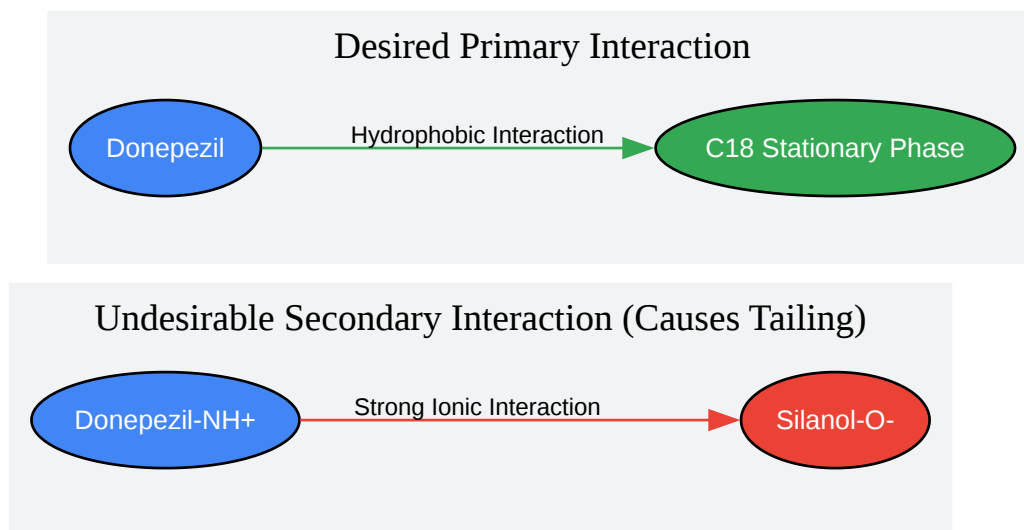 Desired Primary Interaction
Donepezil
Hydrophobic Interaction
C18 Stationary Phase
Undesirable Secondary Interaction (Causes Tailing)
Donepezil-NH+
Strong Ionic Interaction
Silanol-O-